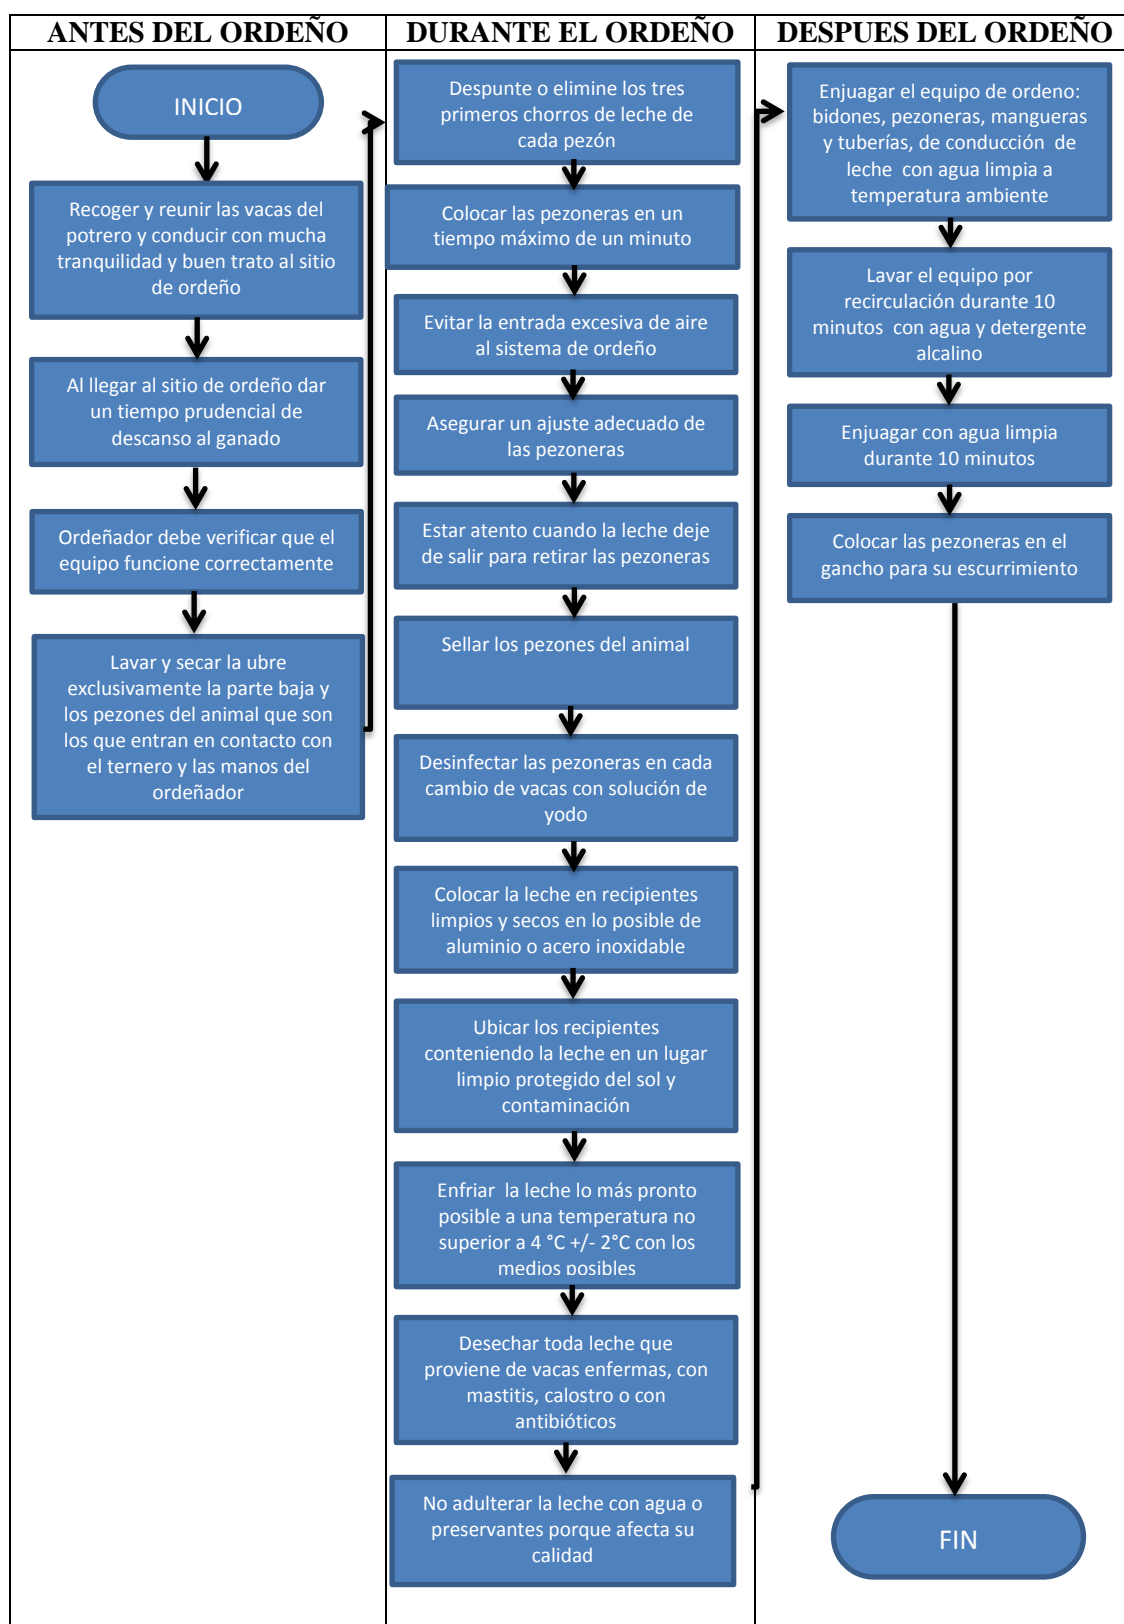 ANTES DEL ORDEÑO
INICIO
Recoger y reunir las vacas del
potrero y conducir con mucha
tranquilidad y buen trato al sitio
de ordeño
Al llegar al sitio de ordeño dar
un tiempo prudencial de
descanso al ganado
Ordeñador debe verificar que el
equipo funcione correctamente
Lavar y secar la ubre
exclusivamente la parte baja y
los pezones del animal que son
los que entran en contacto con
el ternero y las manos del
ordeñador
DURANTE EL ORDEÑO
Despunte o elimine los tres
primeros chorros de leche de
cada pezón
Colocar las pezoneras en un
tiempo máximo de un minuto
Evitar la entrada excesiva de aire
al sistema de ordeño
Asegurar un ajuste adecuado de
las pezoneras
Estar atento cuando la leche deje
de salir para retirar las pezoneras
Sellar los pezones del animal
Desinfectar las pezoneras en cada
cambio de vacas con solución de
yodo
Colocar la leche en recipientes
limpios y secos en lo posible de
aluminio o acero inoxidable
Ubicar los recipientes
conteniendo la leche en un lugar
limpio protegido del sol y
contaminación
Enfriar la leche lo más pronto
posible a una temperatura no
superior a 4 °C +/- 2°C con los
medios posibles
Desechar toda leche que
proviene de vacas enfermas, con
mastitis, calostro o con
antibióticos
No adulterar la leche con agua o
preservantes porque afecta su
calidad
DESPUES DEL ORDEÑO
Enjuagar el equipo de ordeno:
bidones, pezoneras, mangueras
y tuberías, de conducción de
leche con agua limpia a
temperatura ambiente
Lavar el equipo por
recirculación durante 10
minutos con agua y detergente
alcalino
Enjuagar con agua limpia
durante 10 minutos
Colocar las pezoneras en el
gancho para su escurrimiento
FIN